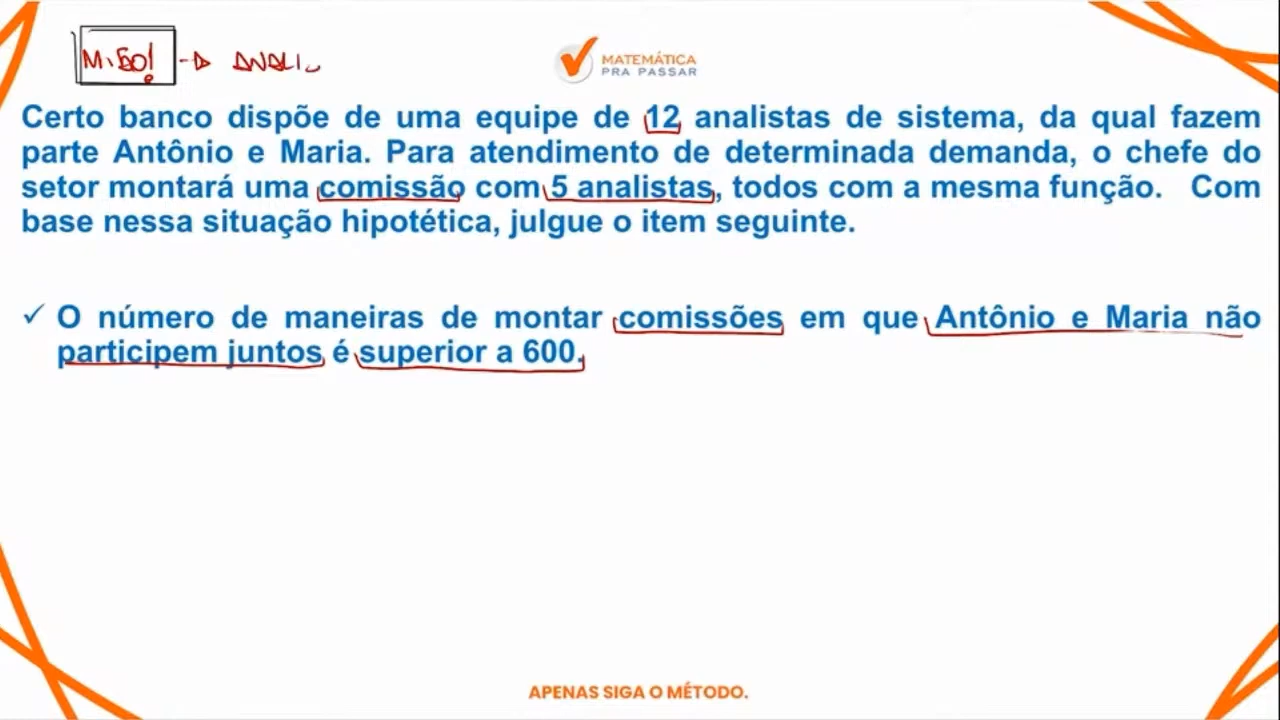 MATEMÁTICA
PRA PASSAR
Certo banco dispõe de uma equipe de 12 analistas de sistema, da qual fazem
parte Antônio e Maria. Para atendimento de determinada demanda, o chefe do
setor montará uma comissão com 5 analistas, todos com a mesma função. Com
base nessa situação hipotética, julgue o item seguinte.
✓ O número de maneiras de montar comissões em que Antônio e Maria não
participem juntos é superior a 600.
APENAS SIGA O MÉTODO.